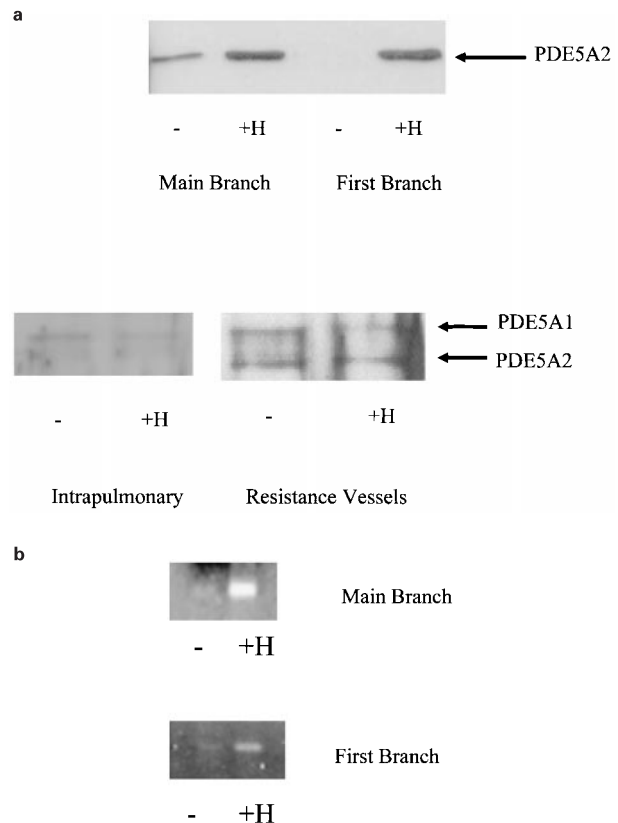 a
PDE5A2
- +H - +H
Main Branch First Branch
PDE5A1
PDE5A2
- +H - +H
Intrapulmonary Resistance Vessels
b
Main Branch
- +H
First Branch
- +H